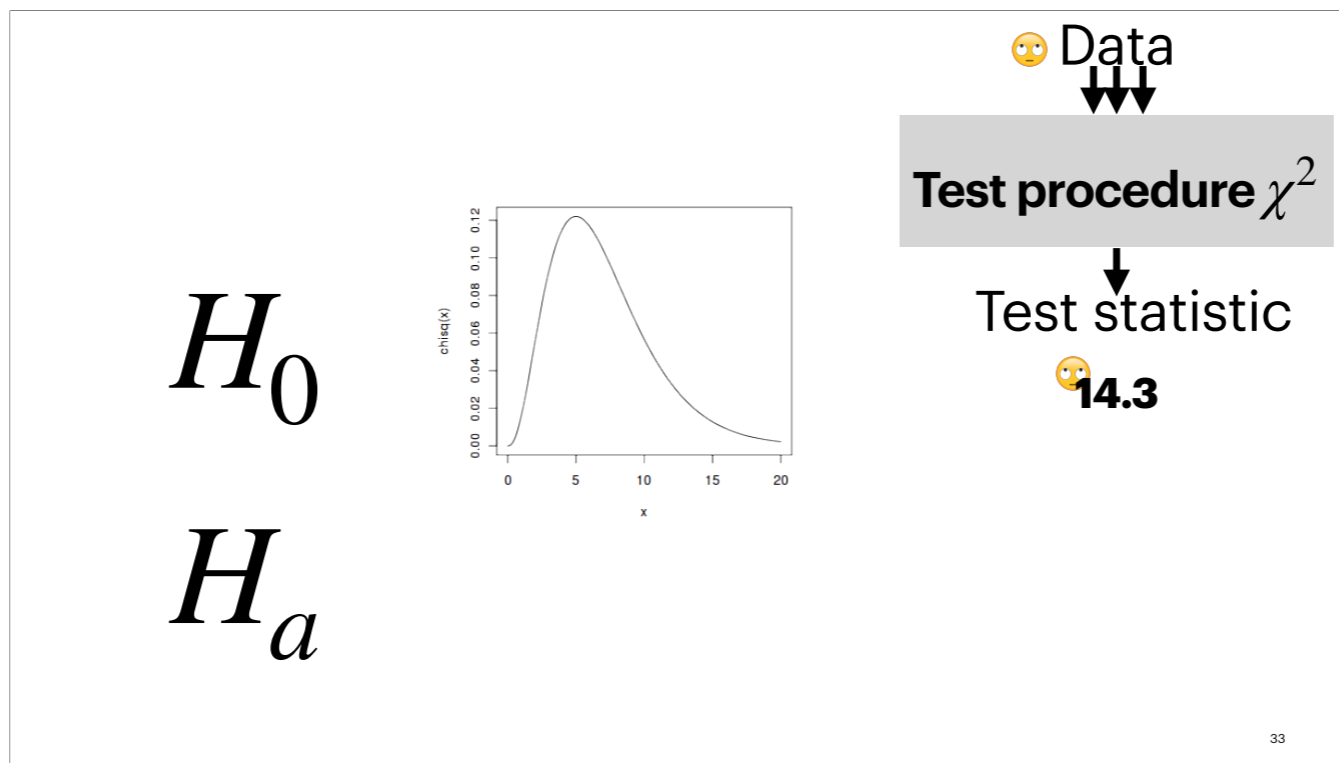 🙄 Data
Test procedure χ²
Test statistic
🙄14.3
H₀
Hₐ
chisq(x)
0.12
0.10
0.08
0.06
0.04
0.02
0.00
0 5 10 15 20
x
33